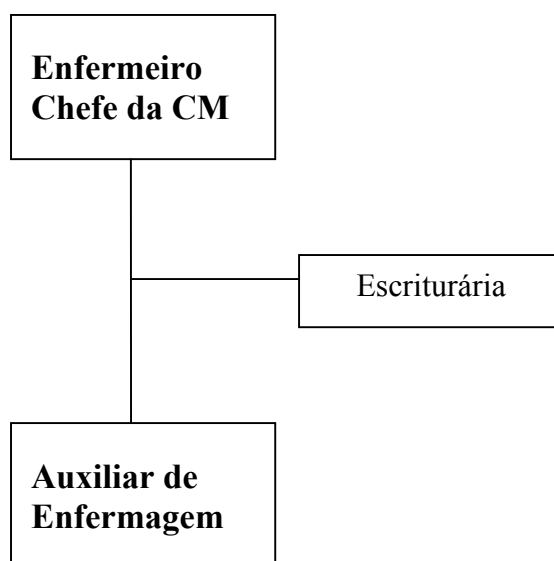 Enfermeiro
Chefe da CM
Escriturária
Auxiliar de
Enfermagem